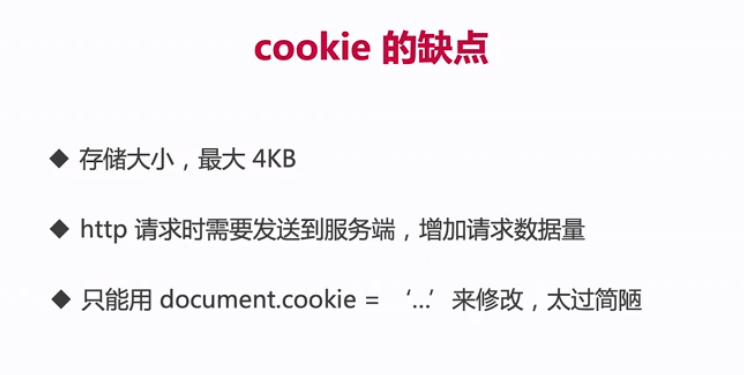 cookie 的缺点
◆ 存储大小，最大 4KB
◆ http 请求时需要发送到服务端，增加请求数据量
◆ 只能用 document.cookie = ‘...’ 来修改，太过简陋